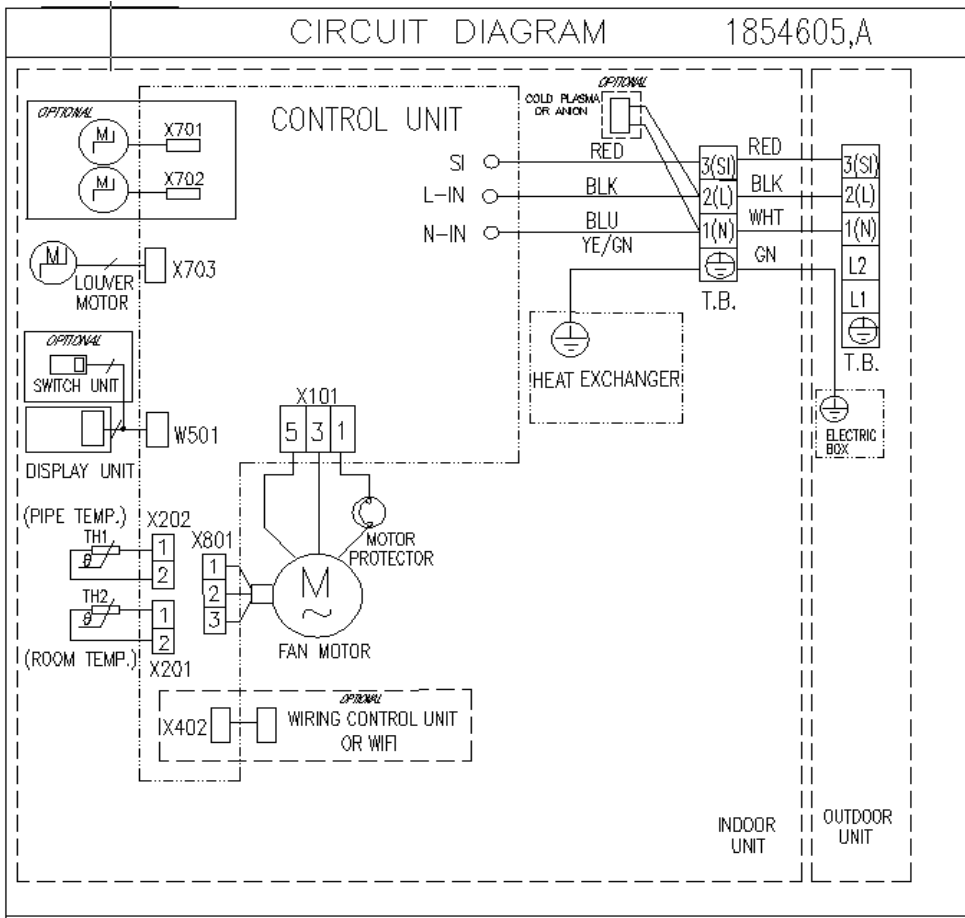 CIRCUIT DIAGRAM 1854605,A
OPTIONAL
COLD PLASMA
OR ANION
OPTIONAL
M X701
M X702
CONTROL UNIT
SI RED 3(SI) RED 3(SI)
L-IN BLK 2(L) BLK 2(L)
N-IN BLU 1(N) WHT 1(N)
YE/GN GN L2
L1
T.B.
T.B.
M X703
LOUVER
MOTOR
OPTIONAL
SWITCH UNIT
W501
DISPLAY UNIT
HEAT EXCHANGER
ELECTRIC
BOX
X101
5 3 1
(PIPE TEMP.) X202
TH1 1
θ 2
TH2 1
θ 2
(ROOM TEMP.) X201
X801
1
2
3
MOTOR
PROTECTOR
M
~
FAN MOTOR
OPTIONAL
X402 WIRING CONTROL UNIT
OR WIFI
INDOOR
UNIT
OUTDOOR
UNIT